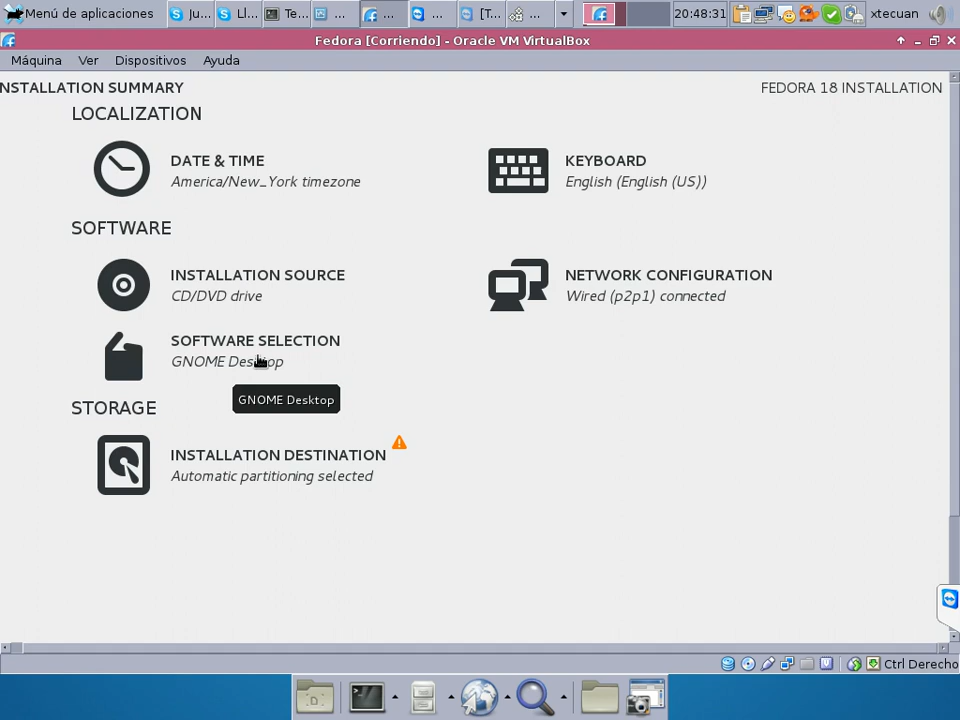 Menú de aplicaciones
Ju...
Ll...
Te...
...
...
...
[T...
...
20:48:31
xtecuan
Fedora [Corriendo] - Oracle VM VirtualBox
Máquina Ver Dispositivos Ayuda
NSTALLATION SUMMARY
FEDORA 18 INSTALLATION
LOCALIZATION
DATE & TIME
America/New_York timezone
KEYBOARD
English (English (US))
SOFTWARE
INSTALLATION SOURCE
CD/DVD drive
NETWORK CONFIGURATION
Wired (p2p1) connected
SOFTWARE SELECTION
GNOME Desktop
GNOME Desktop
STORAGE
INSTALLATION DESTINATION
Automatic partitioning selected
Ctrl Derecho